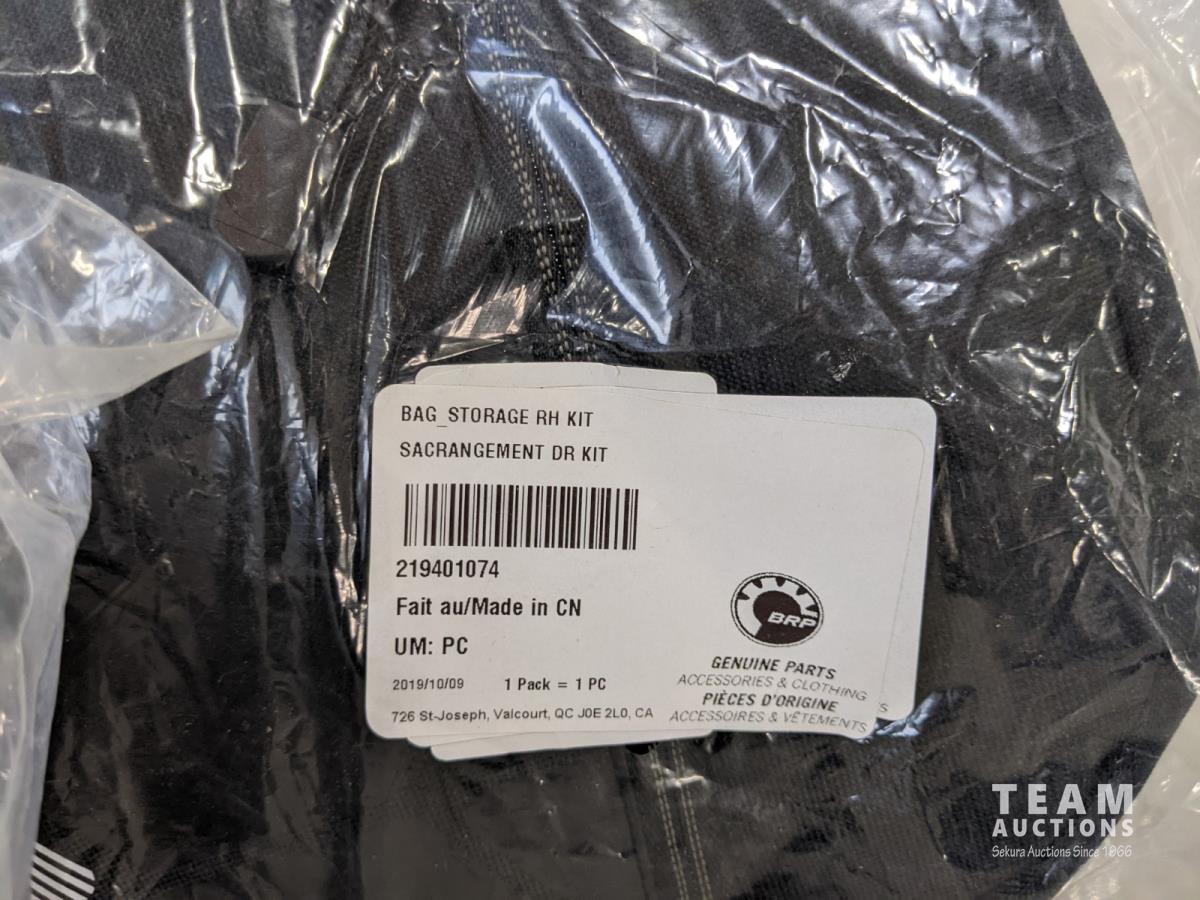 BAG_STORAGE RH KIT
SACRANGEMENT DR KIT
219401074
Fait au/Made in CN
UM: PC
2019/10/09 1 Pack = 1 PC
726 St-Joseph, Valcourt, QC J0E 2L0, CA
BRP
GENUINE PARTS
ACCESSORIES & CLOTHING
PIÈCES D'ORIGINE
ACCESSOIRES & VÊTEMENTS
S
TEAM
AUCTIONS
Sekura Auctions Since 1966